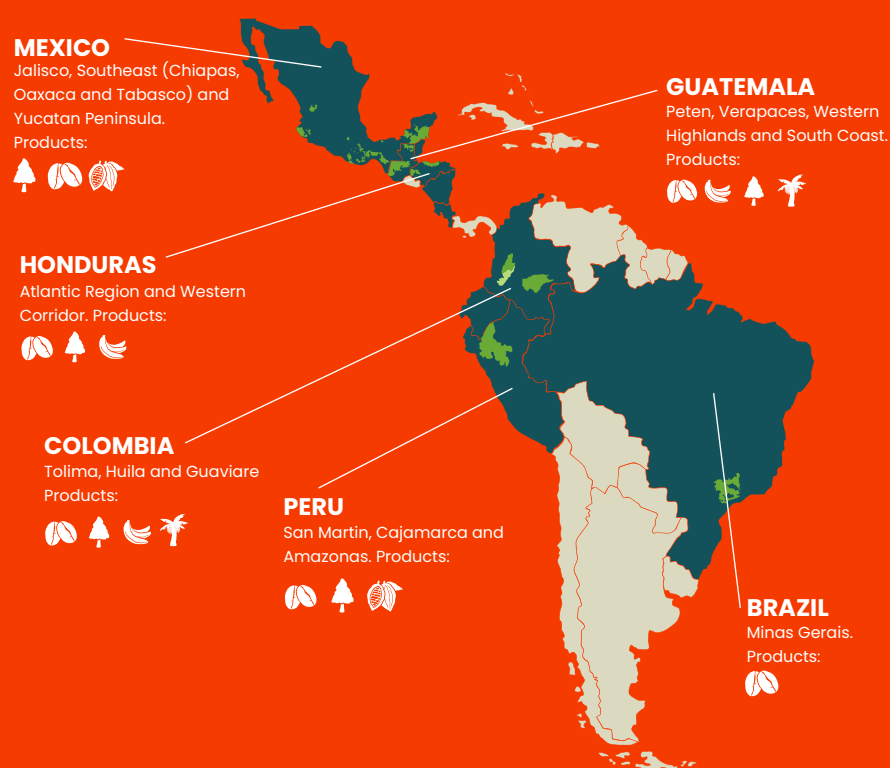 MEXICO
Jalisco, Southeast (Chiapas,
Oaxaca and Tabasco) and
Yucatan Peninsula.
Products:
GUATEMALA
Peten, Verapaces, Western
Highlands and South Coast.
Products:
HONDURAS
Atlantic Region and Western
Corridor. Products:
COLOMBIA
Tolima, Huila and Guaviare
Products:
PERU
San Martin, Cajamarca and
Amazonas. Products:
BRAZIL
Minas Gerais.
Products: